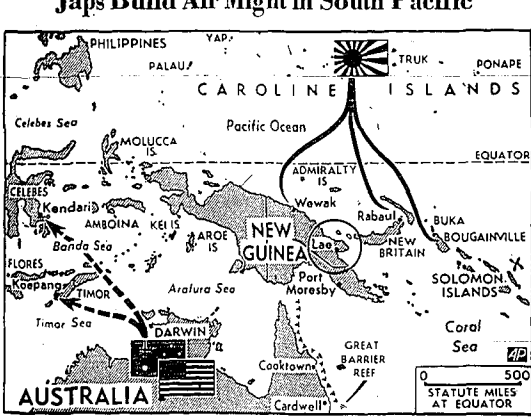 Japs Build Air Might in South Pacific
PHILIPPINES
YAP
PALAU
TRUK
PONAPE
CAROLINE ISLANDS
Celebes Sea
Pacific Ocean
MOLUCCA
IS.
EQUATOR
ADMIRALTY
IS
CELEBES
Wewak
Kendari
AMBOINA
KEI IS
AROE
IS
NEW
GUINEA
Lae
Rabaul
BUKA
BOUGAINVILLE
NEW
BRITAIN
Banda Sea
FLORES
Koepang
TIMOR
Arafura Sea
Port
Moresby
SOLOMON
ISLANDS
Timor Sea
DARWIN
Coral
Sea
AP
GREAT
BARRIER
REEF
Cooktown
Cardwell
AUSTRALIA
0 500
STATUTE MILES
AT EQUATOR